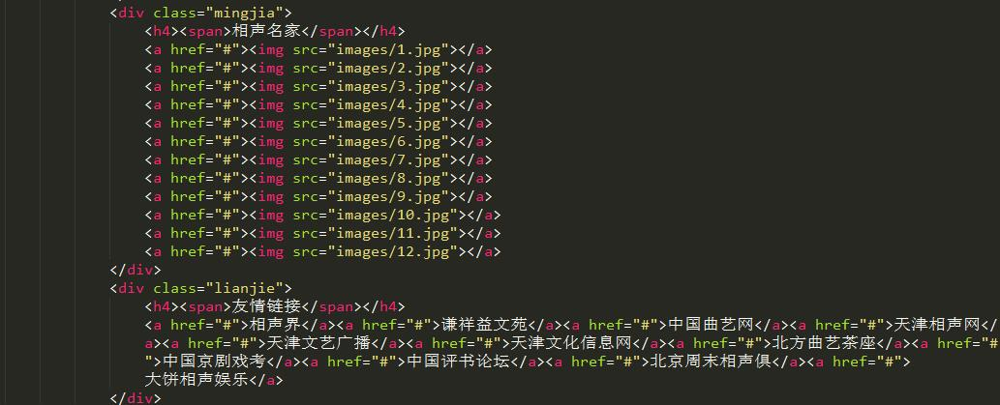 <div class="mingjia">
<h4><span>相声名家</span></h4>
<a href="#"><img src="images/1.jpg"></a>
<a href="#"><img src="images/2.jpg"></a>
<a href="#"><img src="images/3.jpg"></a>
<a href="#"><img src="images/4.jpg"></a>
<a href="#"><img src="images/5.jpg"></a>
<a href="#"><img src="images/6.jpg"></a>
<a href="#"><img src="images/7.jpg"></a>
<a href="#"><img src="images/8.jpg"></a>
<a href="#"><img src="images/9.jpg"></a>
<a href="#"><img src="images/10.jpg"></a>
<a href="#"><img src="images/11.jpg"></a>
<a href="#"><img src="images/12.jpg"></a>
</div>
<div class="lianjie">
<h4><span>友情链接</span></h4>
<a href="#">相声界</a><a href="#">谦祥益文苑</a><a href="#">中国曲艺网</a><a href="#">天津相声网</
a><a href="#">天津文艺广播</a><a href="#">天津文化信息网</a><a href="#">北方曲艺茶座</a><a href="#
">中国京剧戏考</a><a href="#">中国评书论坛</a><a href="#">北京周末相声俱</a><a href="#">
大饼相声娱乐</a>
</div>